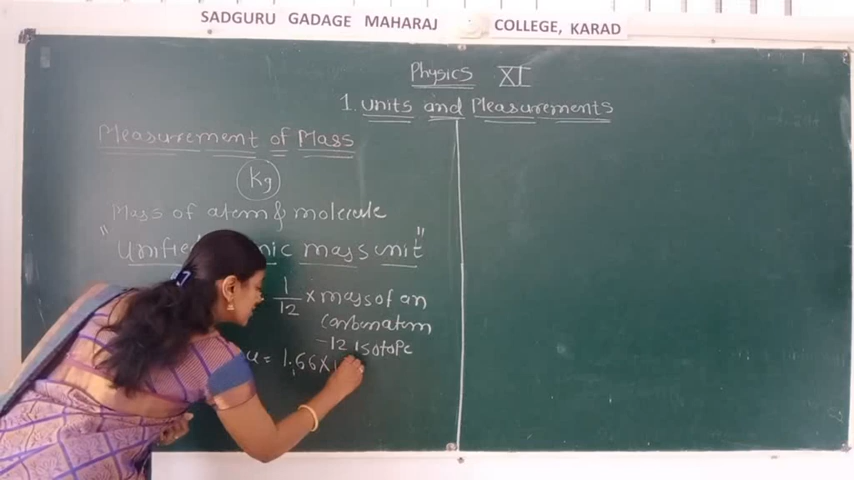 SADGURU GADAGE MAHARAJ COLLEGE, KARAD
Physics XI
1. Units and Measurements
Measurement of Mass
Kg
Mass of atom & molecule
mass unit"
1/12 × mass of an
Carbon atom
-12 isotope
u = 1.66 ×